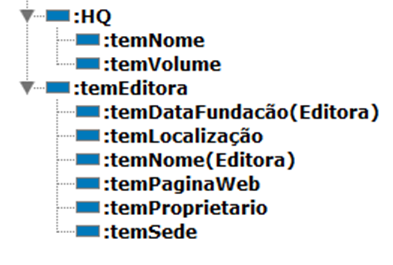 :HQ
:temNome
:temVolume
:temEditora
:temDataFundacão(Editora)
:temLocalização
:temNome(Editora)
:temPaginaWeb
:temProprietario
:temSede